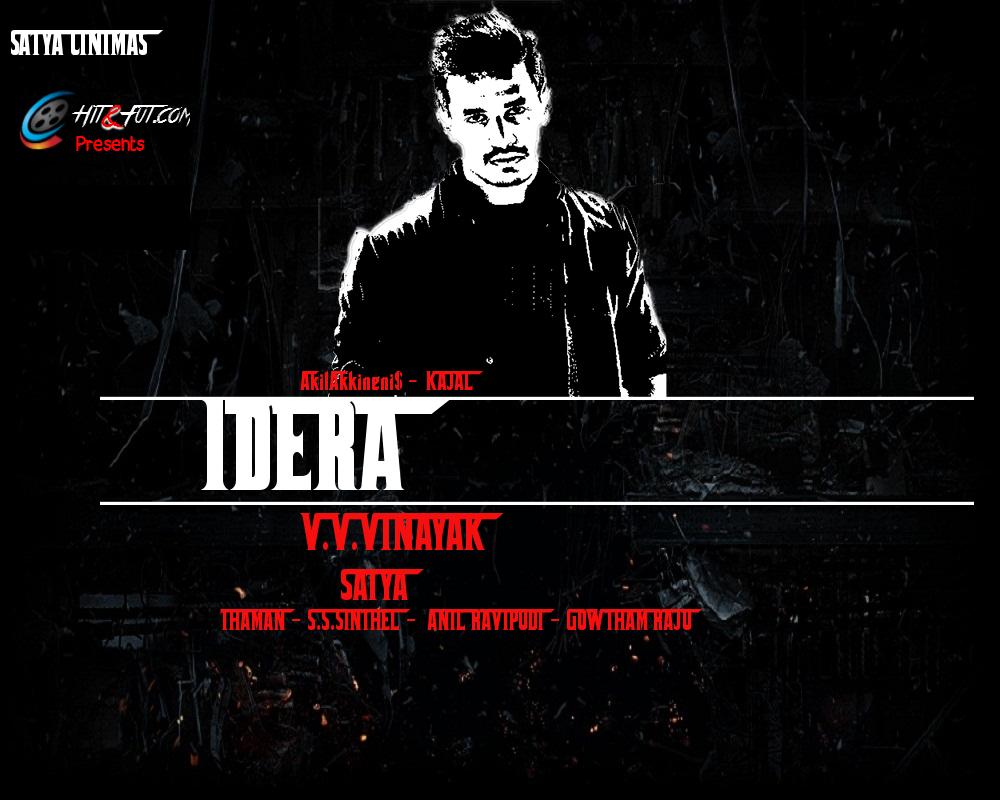 SATYA CINIMAS
HIT&FUT.COM
Presents
AkilAkkineni$ - KAJAL
IDERA
V.V.VINAYAK
SATYA
THAMAN - S.S.SINTHEL - ANIL RAVIPUDI - GOWTHAM RAJU